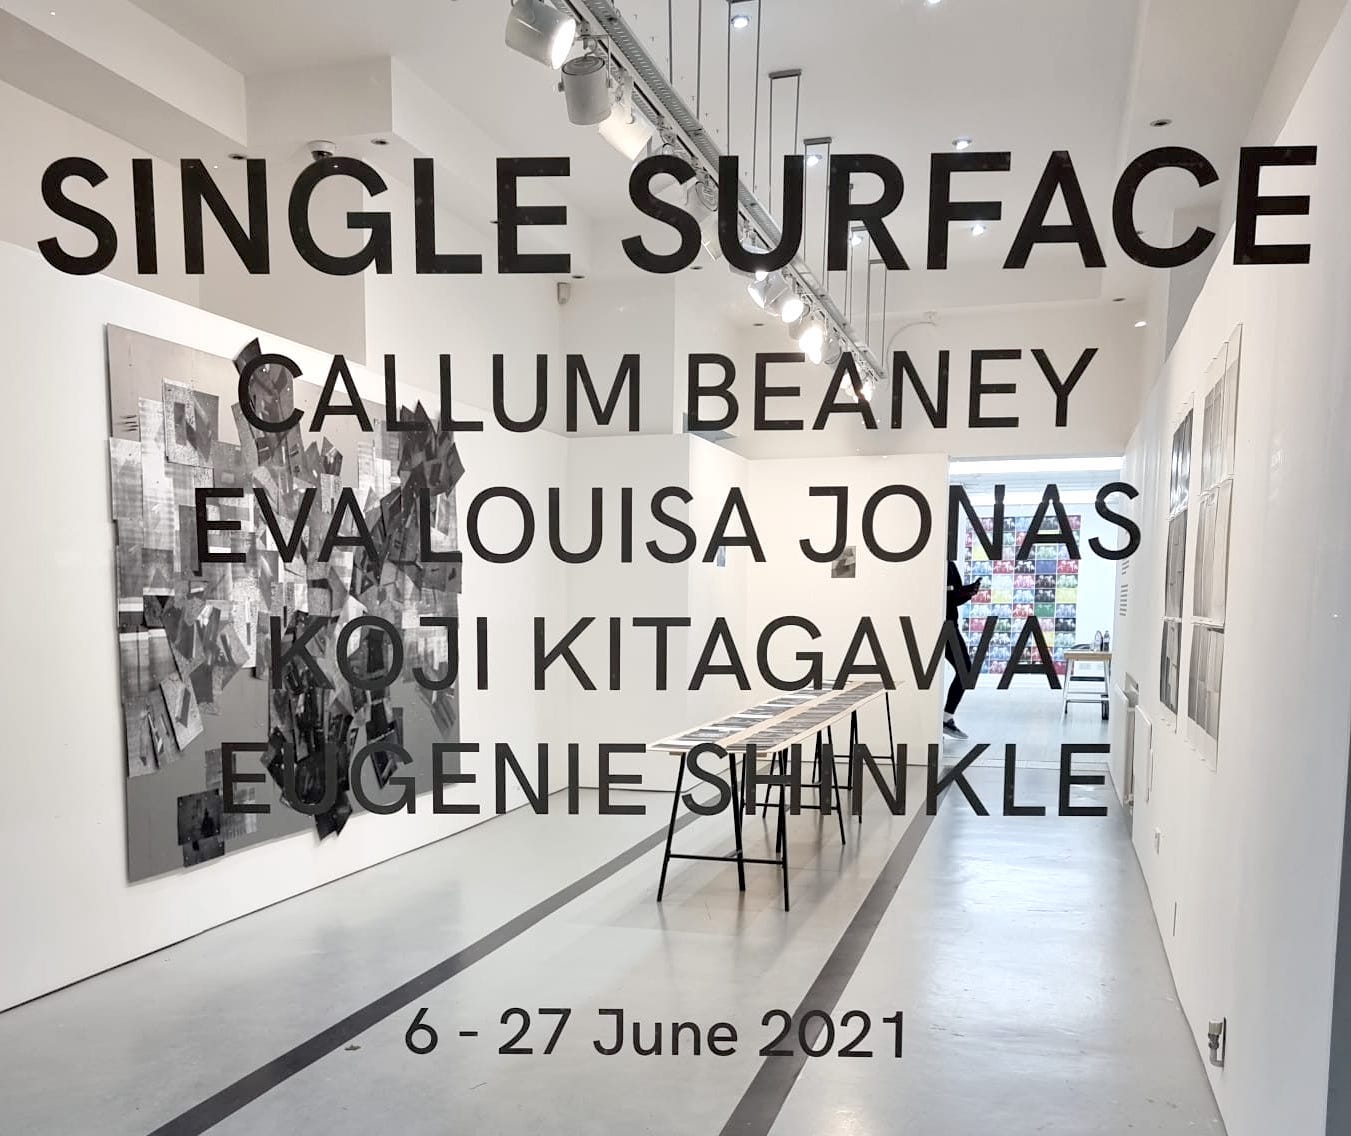 SINGLE SURFACE
CALLUM BEANEY
EVA LOUISA JONAS
KOJI KITAGAWA
EUGENIE SHINKLE
6 - 27 June 2021